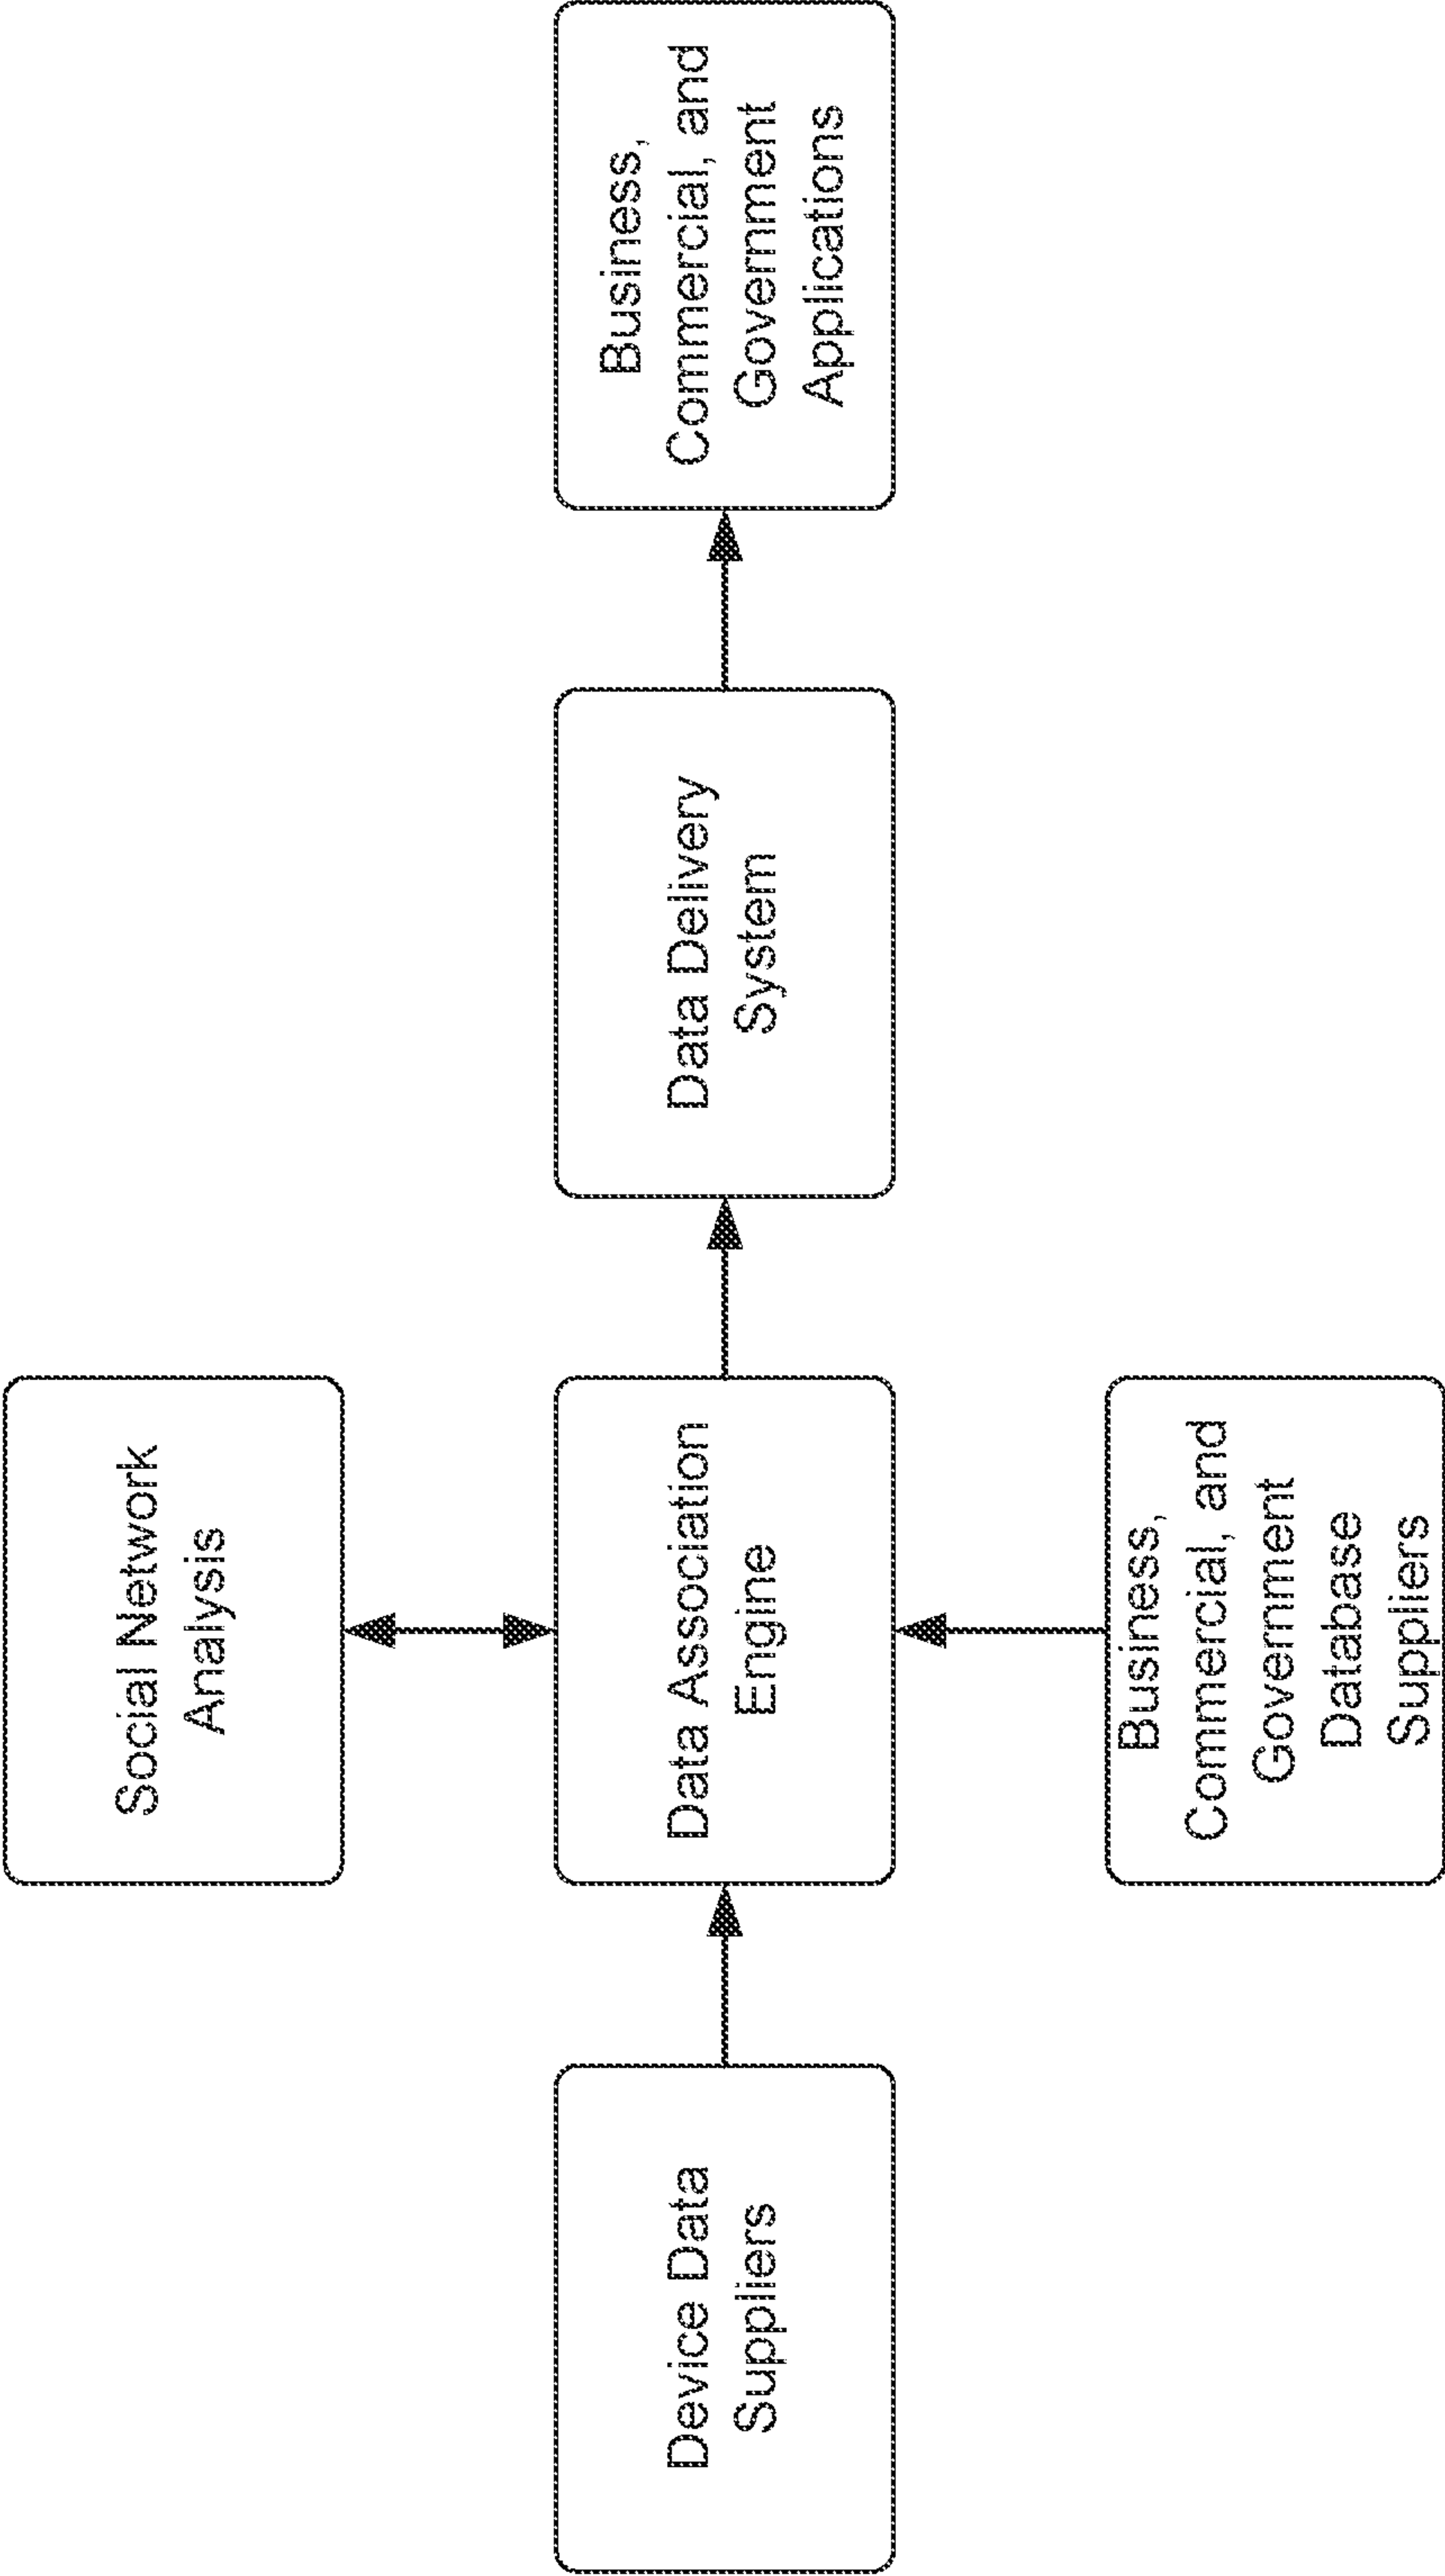 Social Network
Analysis
Device Data
Suppliers
Data Association
Engine
Data Delivery
System
Business,
Commercial, and
Government
Applications
Business,
Commercial, and
Government
Database
Suppliers